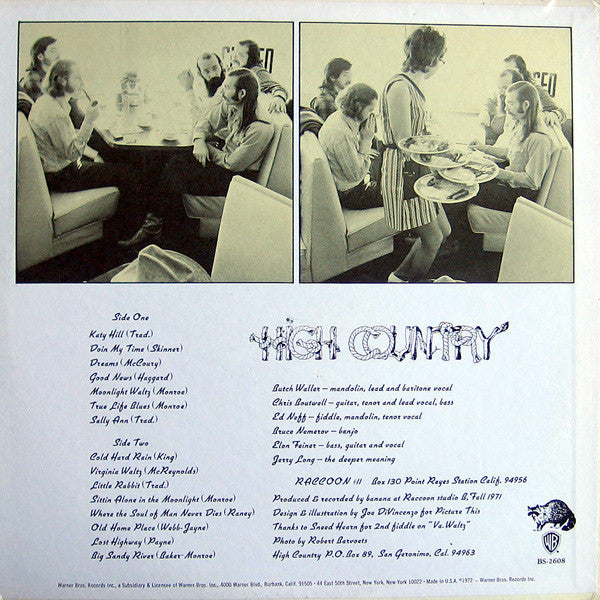 Side One
Katy Hill (Trad.)
Doin My Time (Skinner)
Dreams (McCoury)
Good News (Haggard)
Moonlight Waltz (Monroe)
True Life Blues (Monroe)
Sally Ann (Trad.)
Side Two
Cold Hard Rain (King)
Virginia Waltz (McReynolds)
Little Rabbit (Trad.)
Sittin Alone in the Moonlight (Monroe)
Where the Soul of Man Never Dies (Raney)
Old Home Place (Webb-Jayne)
Lost Highway (Payne)
Big Sandy River (Baker-Monroe)
HIGH COUNTRY
Butch Waller – mandolin, lead and baritone vocal
Chris Boutwell – guitar, tenor and lead vocal, bass
Ed Neff – fiddle, mandolin, tenor vocal
Bruce Nemerov – banjo
Lon Feiner – bass, guitar and vocal
Jerry Long – the deeper meaning
RACCOON #11 Box 130 Point Reyes Station Calif. 94956
Produced & recorded by banana at Raccoon studio B, Fall 1971
Design & illustration by Joe DiVincenzo for Picture This
Thanks to Sneed Hearn for 2nd fiddle on "Va. Waltz"
Photo by Robert Barvoets
High Country P.O. Box 89, San Geronimo, Cal. 94963
WB
BS-2608
Warner Bros. Records Inc., a Subsidiary & Licensee of Warner Bros. Inc., 4000 Warner Blvd., Burbank, Calif. 91505 - 44 East 50th Street, New York, New York 10022 - Made in U.S.A. ©1972 — Warner Bros. Records Inc.